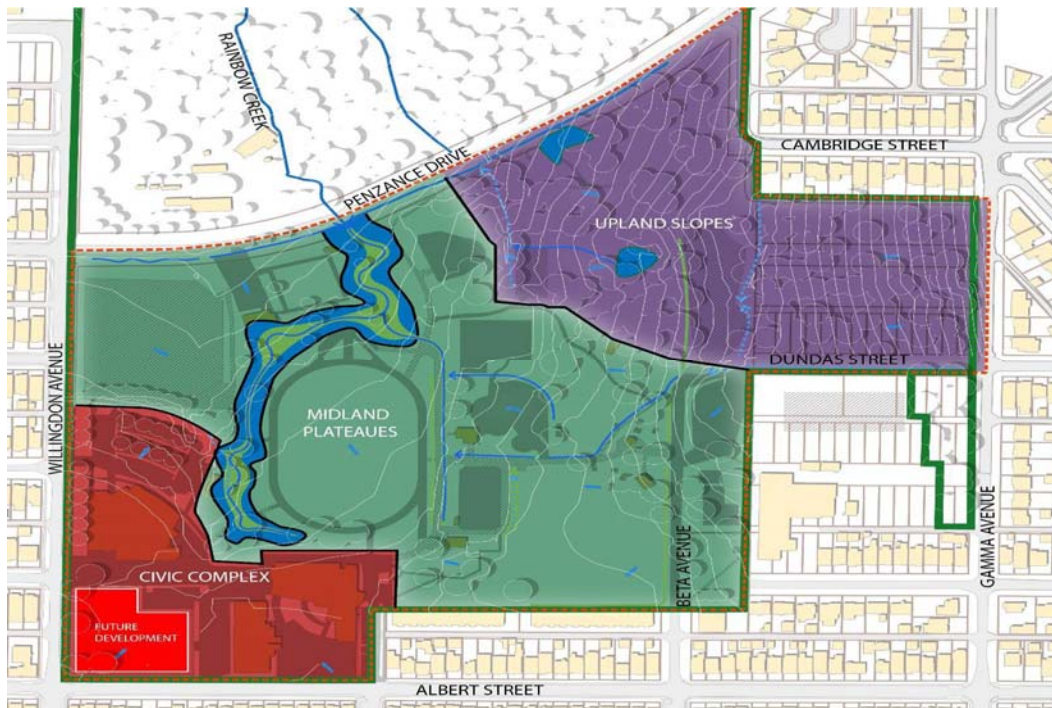 RAINBOW CREEK
PENZANCE DRIVE
CAMBRIDGE STREET
UPLAND SLOPES
DUNDAS STREET
WILLINGDON AVENUE
MIDLAND
PLATEAUES
BETA AVENUE
GAMMA AVENUE
CIVIC COMPLEX
FUTURE
DEVELOPMENT
ALBERT STREET